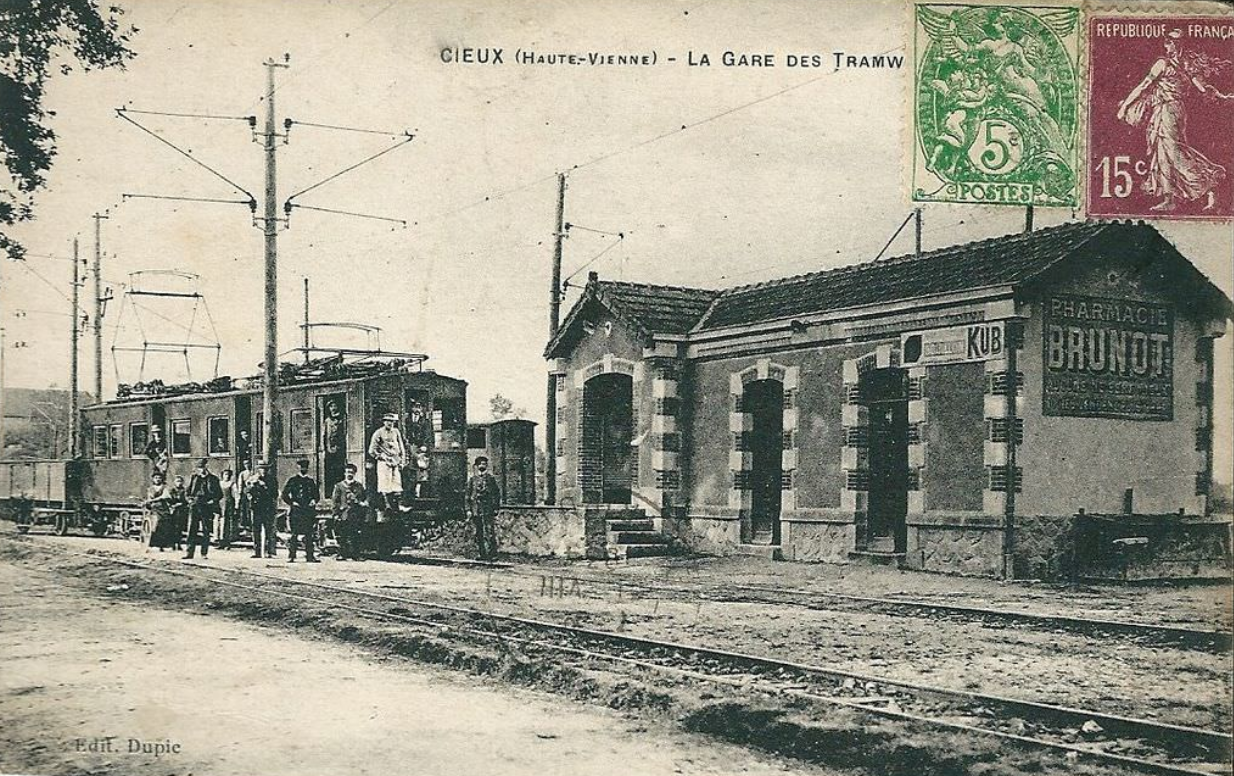 CIEUX (HAUTE-VIENNE) - LA GARE DES TRAMW
5c
POSTES
REPUBLIQUE FRANÇA
15c
KUB
PHARMACIE
BRUNOT
Edit. Dupic